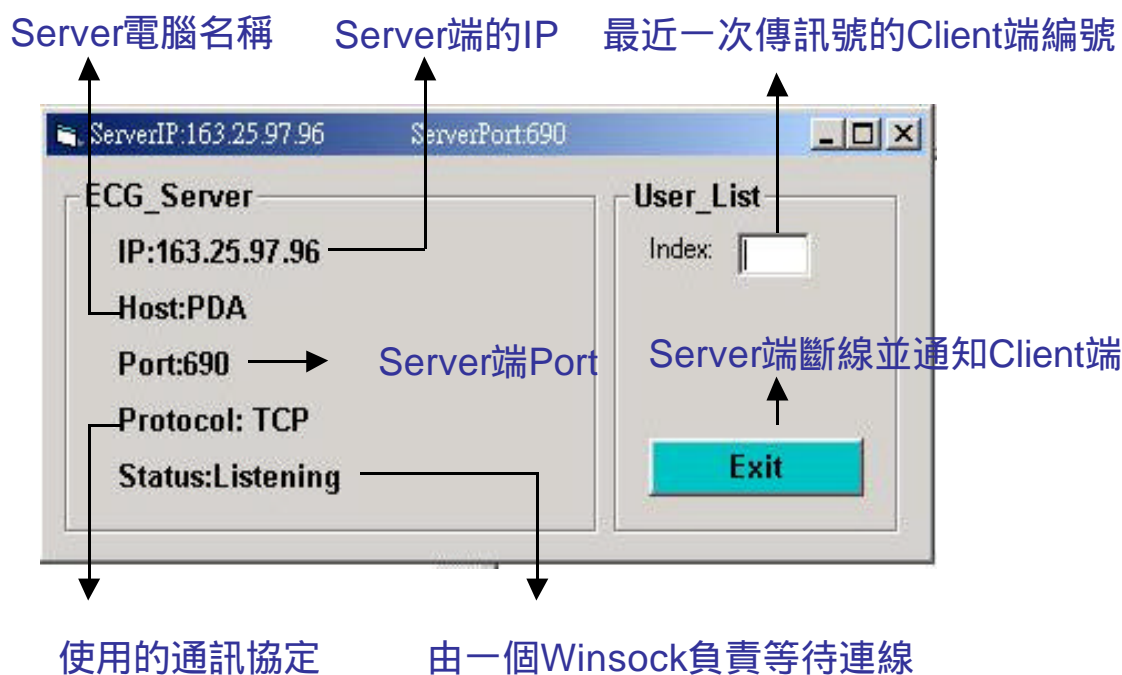 Server電腦名稱
Server端的IP
最近一次傳訊號的Client端編號
ServerIP:163.25.97.96 ServerPort:690
ECG_Server
User_List
IP:163.25.97.96
Index:
Host:PDA
Port:690
Server端Port
Server端斷線並通知Client端
Protocol: TCP
Status:Listening
Exit
使用的通訊協定
由一個Winsock負責等待連線